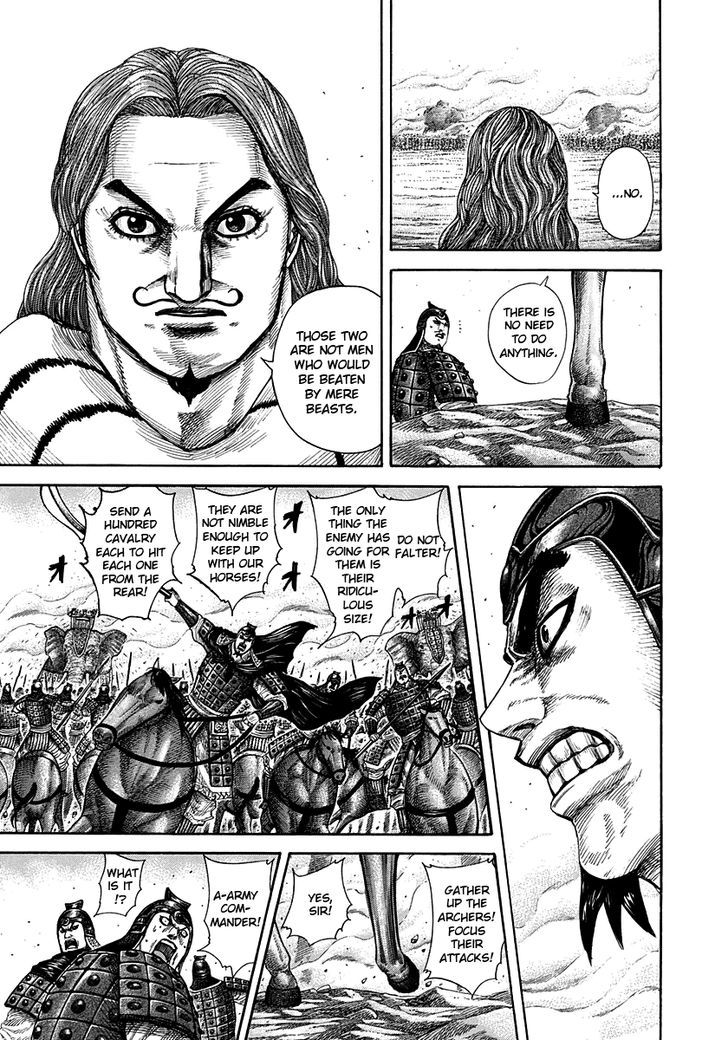 ...NO.
THERE IS
NO NEED
TO DO
ANYTHING.
...
THOSE TWO
ARE NOT MEN
WHO WOULD
BE BEATEN
BY MERE
BEASTS.
DO NOT
FALTER!
THE ONLY
THING THE
ENEMY HAS
GOING FOR
THEM IS
THEIR
RIDICU-
LOUS
SIZE!
THEY ARE
NOT NIMBLE
ENOUGH TO
KEEP UP
WITH OUR
HORSES!
SEND A
HUNDRED
CAVALRY
EACH TO HIT
EACH ONE
FROM THE
REAR!
GATHER
UP THE
ARCHERS!
FOCUS
THEIR
ATTACKS!
YES,
SIR!
A-ARMY
COM-
MANDER!
WHAT
IS IT
!?